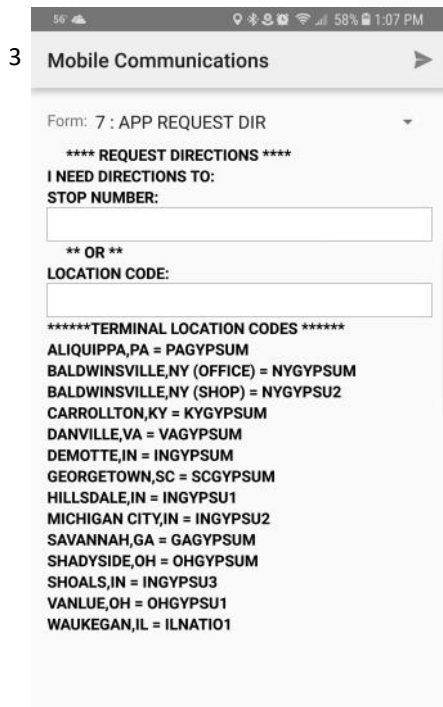 56°
58% 1:07 PM
3
Mobile Communications
Form: 7 : APP REQUEST DIR
**** REQUEST DIRECTIONS ****
I NEED DIRECTIONS TO:
STOP NUMBER:
** OR **
LOCATION CODE:
******TERMINAL LOCATION CODES ******
ALIQUIPPA,PA = PAGYPSUM
BALDWINSVILLE,NY (OFFICE) = NYGYPSUM
BALDWINSVILLE,NY (SHOP) = NYGYPSU2
CARROLLTON,KY = KYGYPSUM
DANVILLE,VA = VAGYPSUM
DEMOTTE,IN = INGYPSUM
GEORGETOWN,SC = SCGYPSUM
HILLSDALE,IN = INGYPSU1
MICHIGAN CITY,IN = INGYPSU2
SAVANNAH,GA = GAGYPSUM
SHADYSIDE,OH = OHGYPSUM
SHOALS,IN = INGYPSU3
VANLUE,OH = OHGYPSU1
WAUKEGAN,IL = ILNATIO1